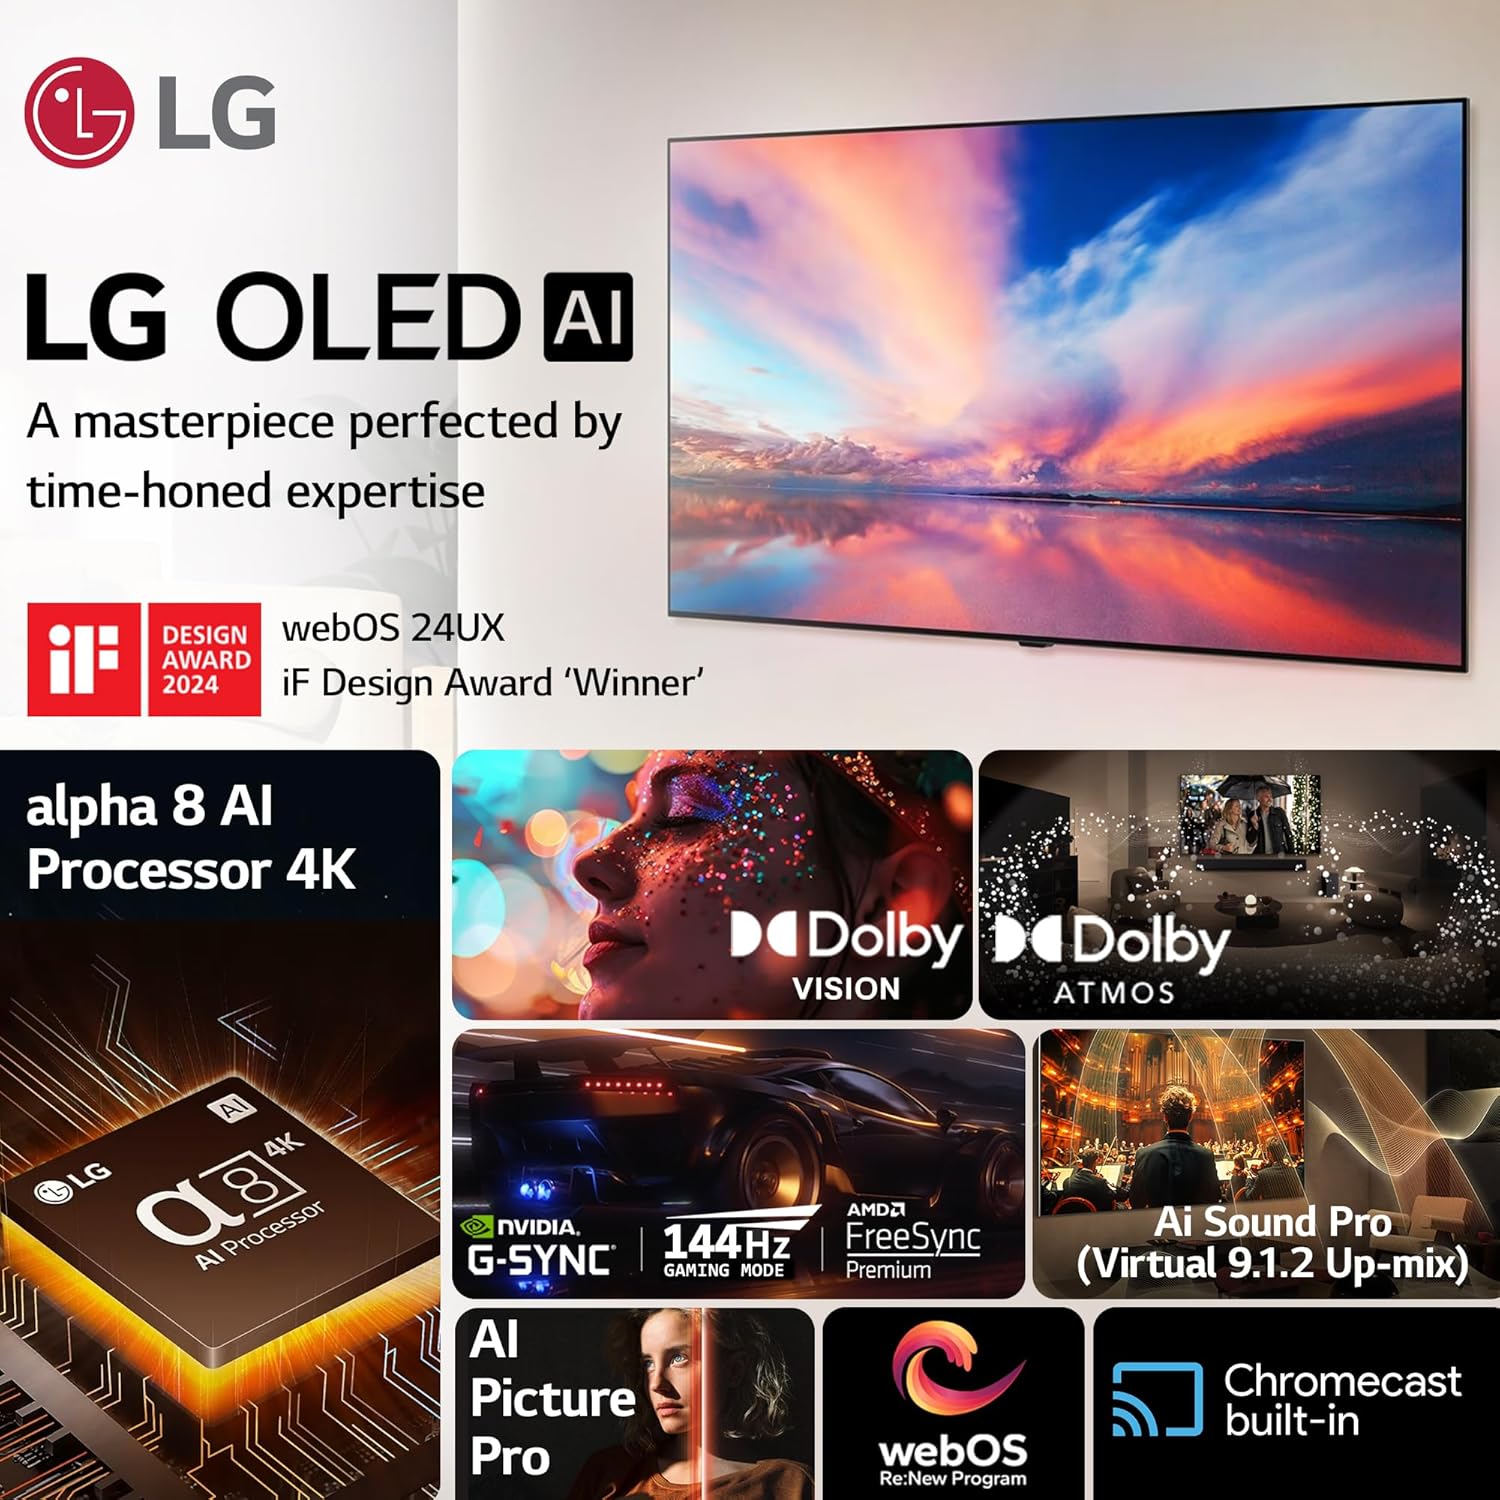 LG
LG OLED AI
A masterpiece perfected by
time-honed expertise
iF
DESIGN
AWARD
2024
webOS 24UX
iF Design Award ‘Winner’
alpha 8 AI
Processor 4K
AI
LG
α8 4K
AI Processor
Dolby
VISION
Dolby
ATMOS
NVIDIA.
G-SYNC
144Hz
GAMING MODE
AMD
FreeSync
Premium
Ai Sound Pro
(Virtual 9.1.2 Up-mix)
AI
Picture
Pro
webOS
Re:New Program
Chromecast
built-in